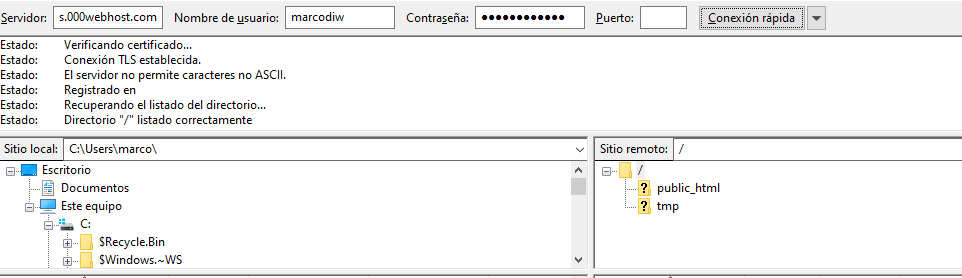 Servidor: s.000webhost.com Nombre de usuario: marcodiw Contraseña: ●●●●●●●●●●●● Puerto: Conexión rápida
Estado: Verificando certificado...
Estado: Conexión TLS establecida.
Estado: El servidor no permite caracteres no ASCII.
Estado: Registrado en
Estado: Recuperando el listado del directorio...
Estado: Directorio "/" listado correctamente
Sitio local: C:\Users\marco\
Escritorio
Documentos
Este equipo
C:
$Recycle.Bin
$Windows.~WS
Sitio remoto: /
/
public_html
tmp